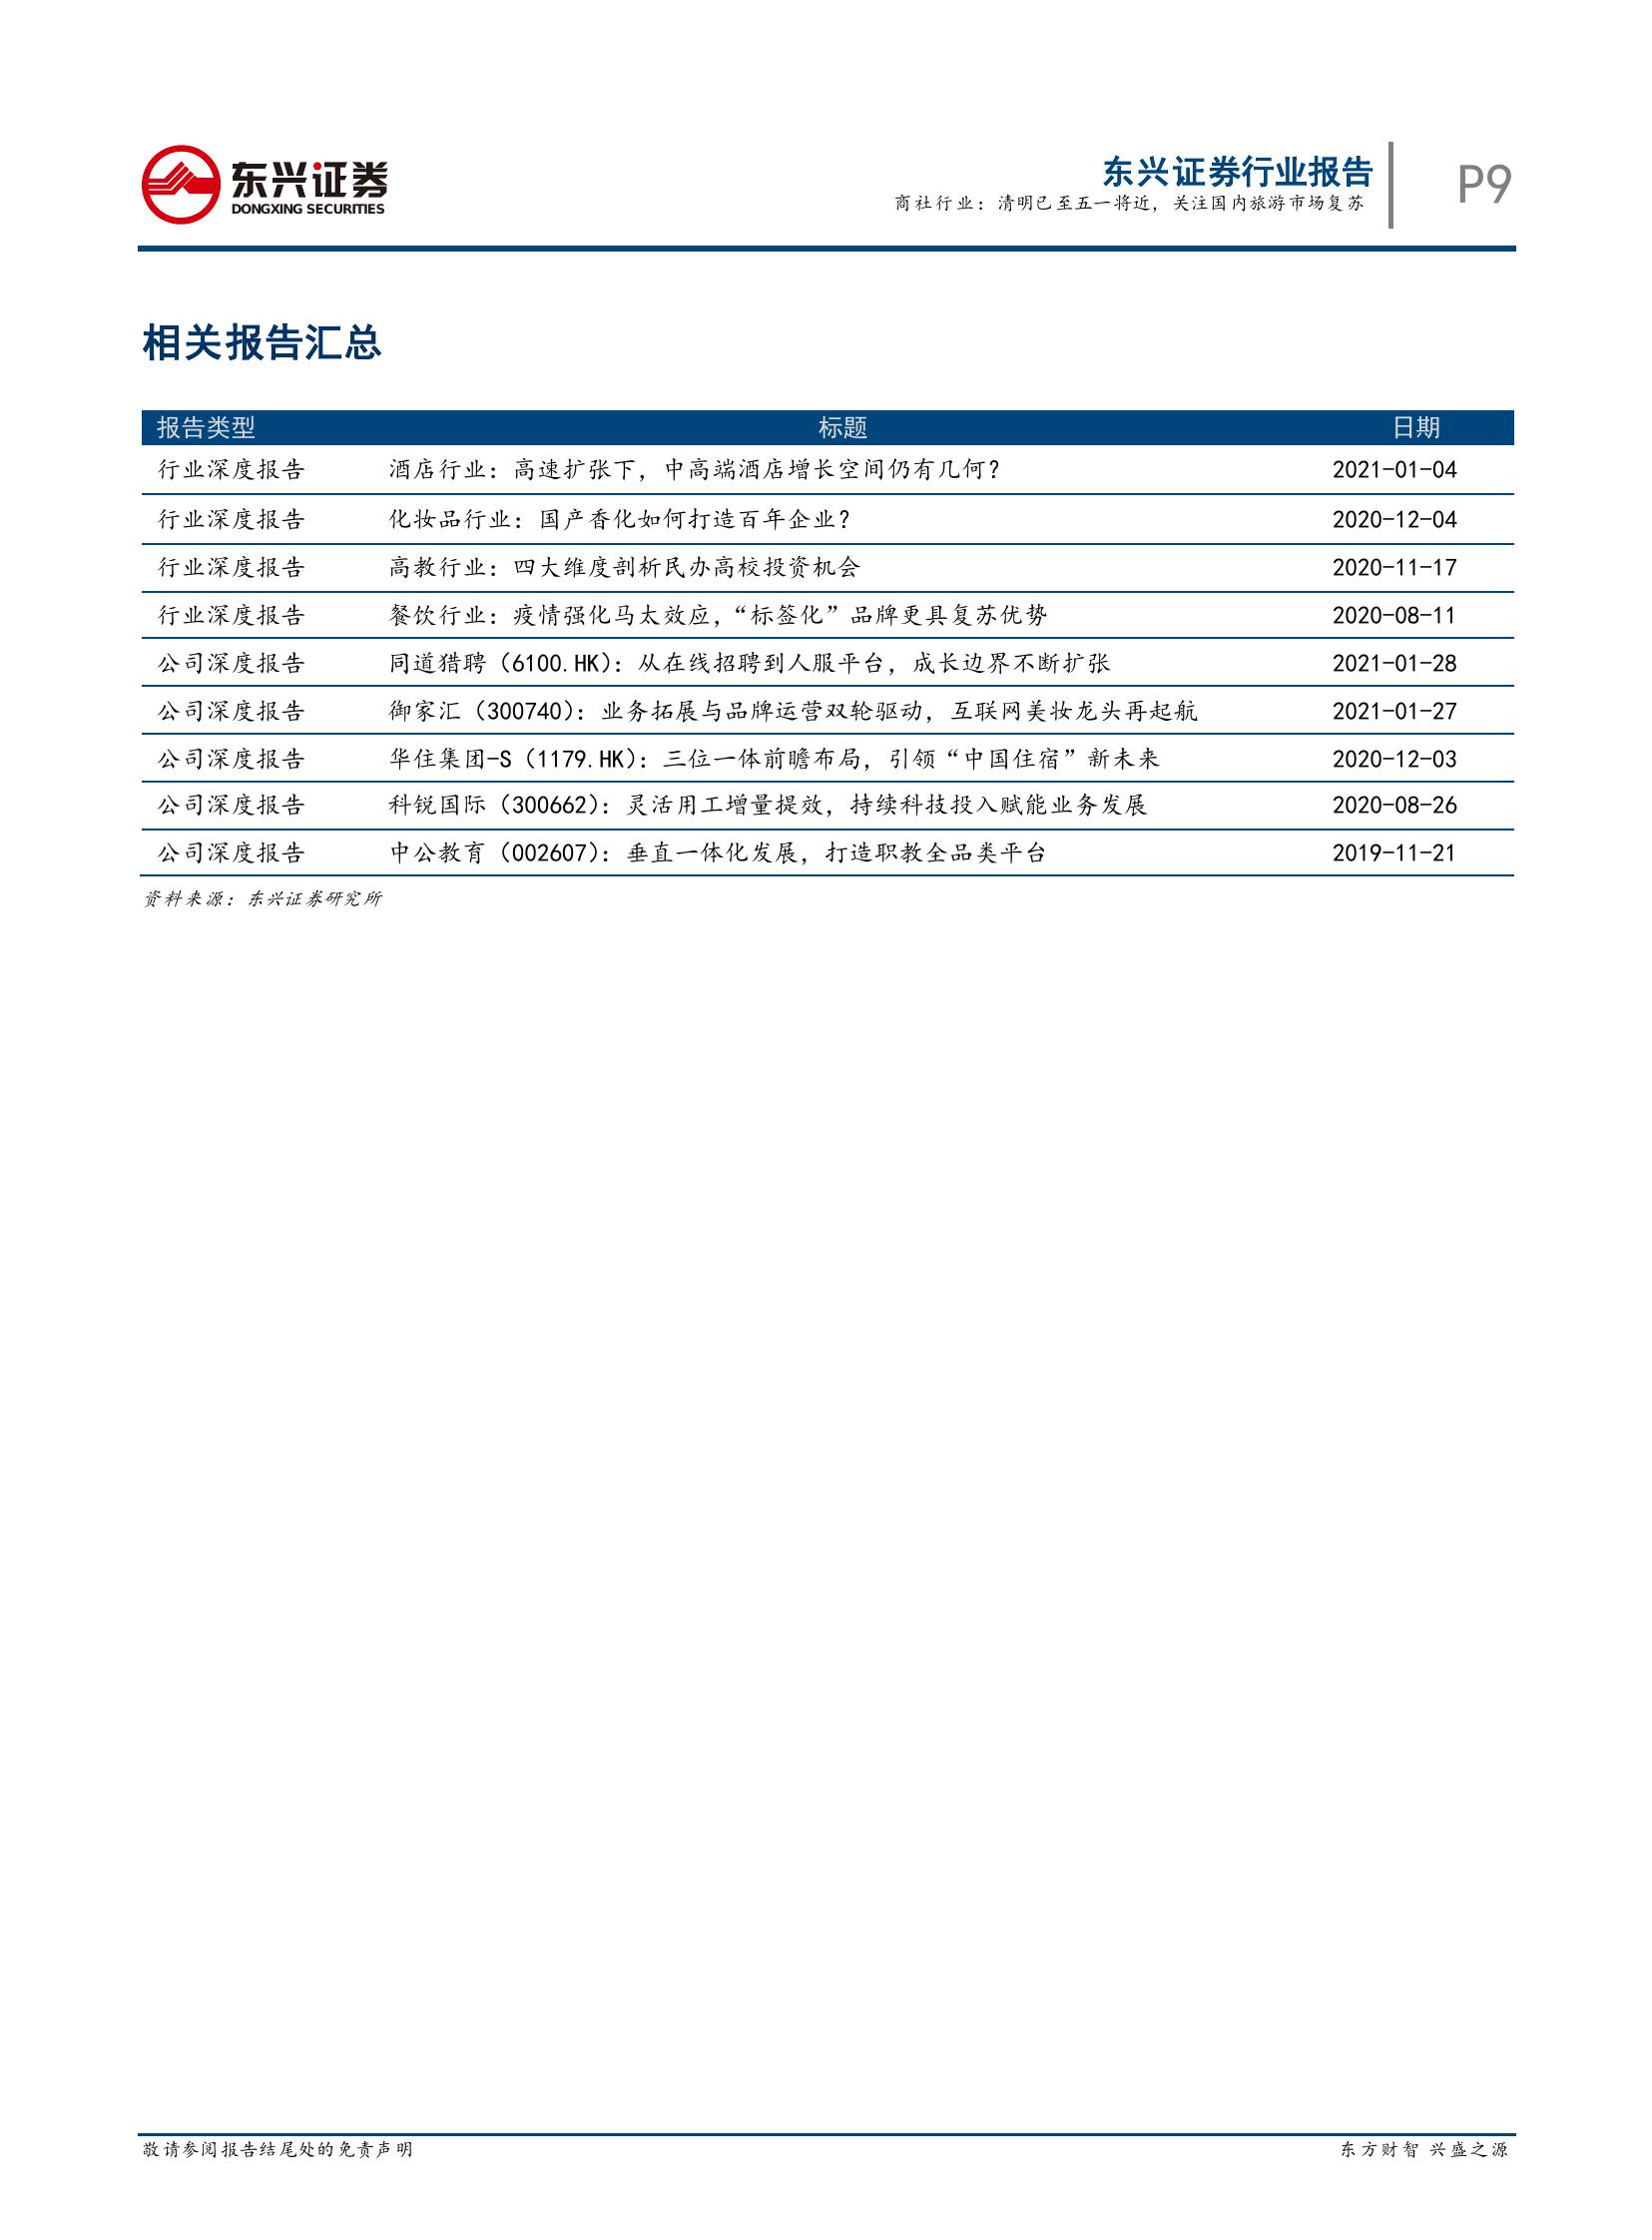 东兴证券
DONGXING SECURITIES
东兴证券行业报告
商社行业：清明已至五一将近，关注国内旅游市场复苏
P9
相关报告汇总
报告类型 标题 日期
行业深度报告 酒店行业：高速扩张下，中高端酒店增长空间仍有几何？ 2021-01-04
行业深度报告 化妆品行业：国产香化如何打造百年企业？ 2020-12-04
行业深度报告 高教行业：四大维度剖析民办高校投资机会 2020-11-17
行业深度报告 餐饮行业：疫情强化马太效应，“标签化”品牌更具复苏优势 2020-08-11
公司深度报告 同道猎聘（6100.HK）：从在线招聘到人服平台，成长边界不断扩张 2021-01-28
公司深度报告 御家汇（300740）：业务拓展与品牌运营双轮驱动，互联网美妆龙头再起航 2021-01-27
公司深度报告 华住集团-S（1179.HK）：三位一体前瞻布局，引领“中国住宿”新未来 2020-12-03
公司深度报告 科锐国际（300662）：灵活用工增量提效，持续科技投入赋能业务发展 2020-08-26
公司深度报告 中公教育（002607）：垂直一体化发展，打造职教全品类平台 2019-11-21
资料来源：东兴证券研究所
敬请参阅报告结尾处的免责声明
东方财智 兴盛之源